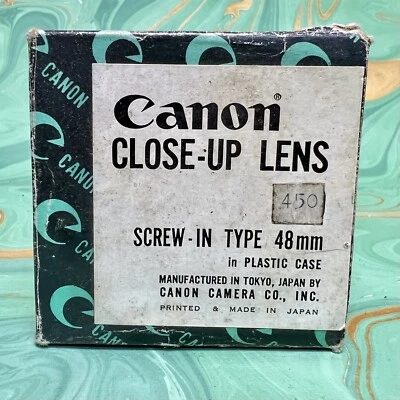 Canon®
CLOSE-UP LENS
450
SCREW-IN TYPE 48mm
in PLASTIC CASE
MANUFACTURED IN TOKYO, JAPAN BY
CANON CAMERA CO., INC.
PRINTED & MADE IN JAPAN
CANON
CANON
CANON